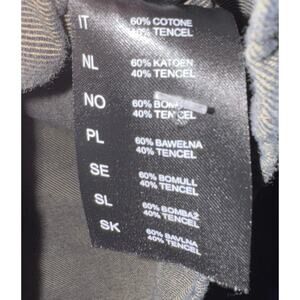 IT 60% COTONE
40% TENCEL
NL 60% KATOEN
40% TENCEL
NO 60%
40% TENCEL
PL 60% BAWEŁNA
40% TENCEL
SE 60% BOMULL
40% TENCEL
SL 60% BOMBAŽ
40% TENCEL
SK 60% BAVLNA
40% TENCEL